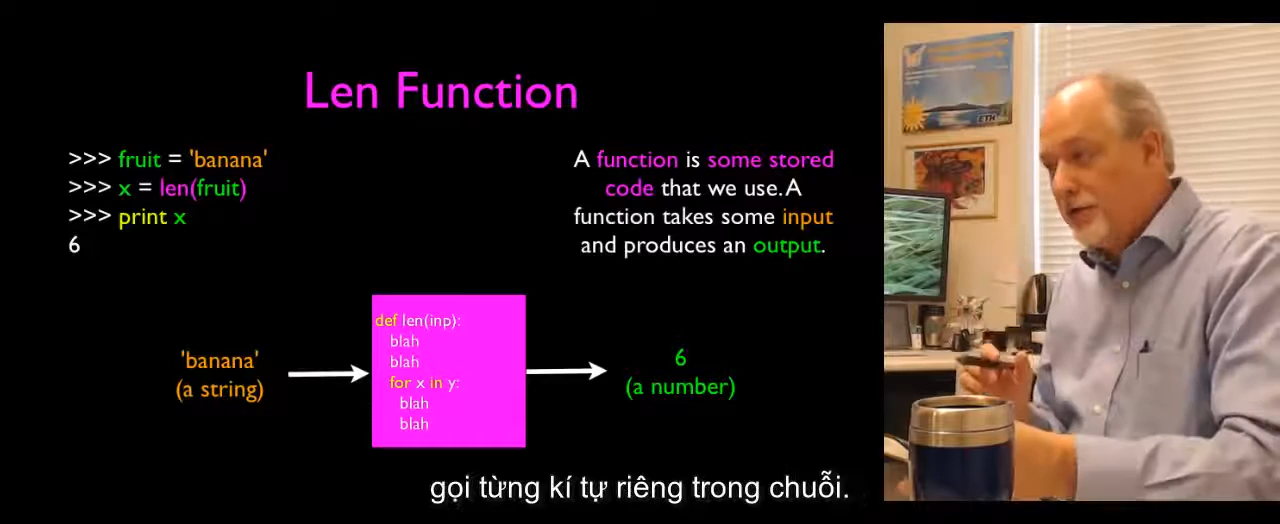 Len Function
>>> fruit = 'banana'
>>> x = len(fruit)
>>> print x
6
A function is some stored
code that we use. A
function takes some input
and produces an output.
'banana'
(a string)
def len(inp):
blah
blah
for x in y:
blah
blah
6
(a number)
ETH
gọi từng kí tự riêng trong chuỗi.